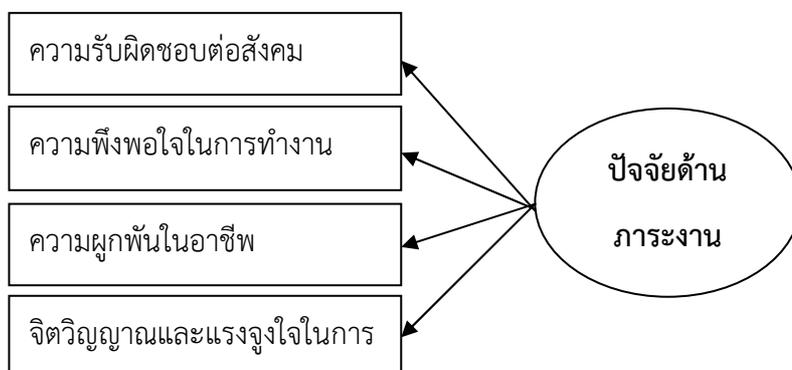 ความรับผิดชอบต่อสังคม
ความพึงพอใจในการทำงาน
ความผูกพันในอาชีพ
จิตวิญญาณและแรงจูงใจในการ
ปัจจัยด้าน
ภาระงาน